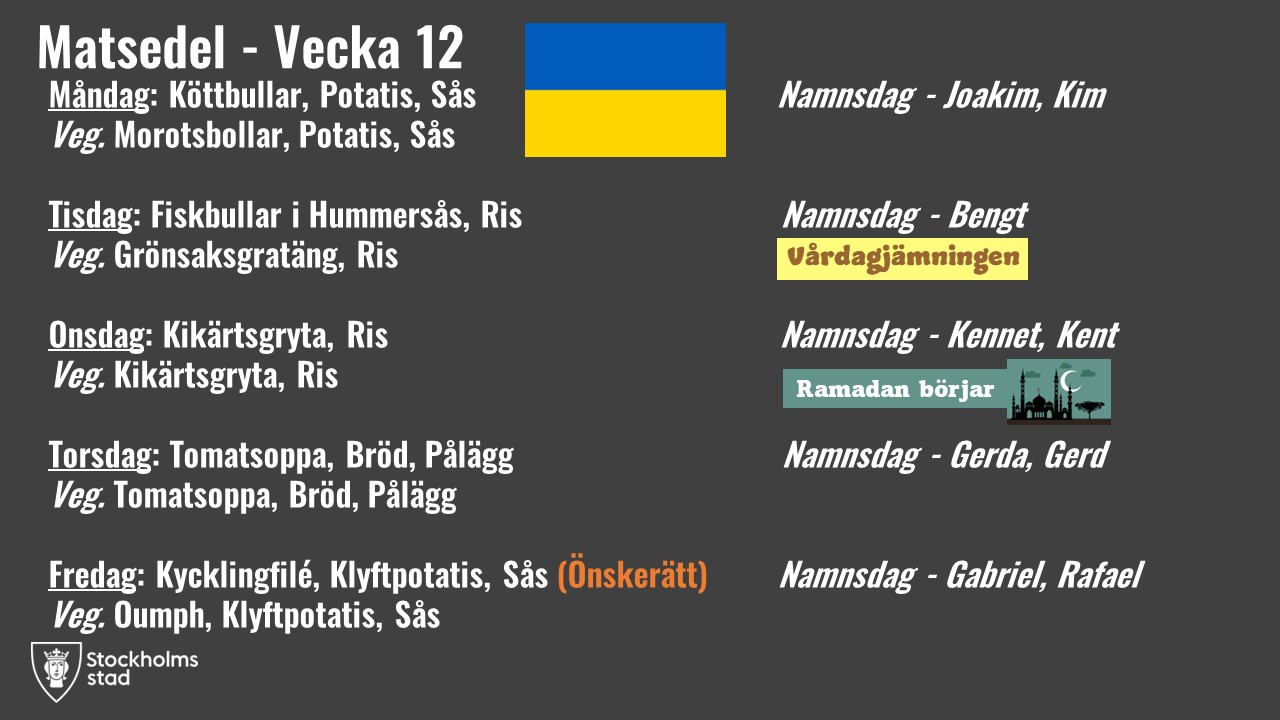 Matsedel - Vecka 12
Måndag: Köttbullar, Potatis, Sås
Namnsdag - Joakim, Kim
Veg. Morotsbollar, Potatis, Sås
Tisdag: Fiskbullar i Hummersås, Ris
Namnsdag - Bengt
Veg. Grönsaksgratäng, Ris
Vårdagjämningen
Onsdag: Kikärtsgryta, Ris
Namnsdag - Kennet, Kent
Veg. Kikärtsgryta, Ris
Ramadan börjar
Torsdag: Tomatsoppa, Bröd, Pålägg
Namnsdag - Gerda, Gerd
Veg. Tomatsoppa, Bröd, Pålägg
Fredag: Kycklingfilé, Klyftpotatis, Sås (Önskerätt)
Namnsdag - Gabriel, Rafael
Veg. Oumph, Klyftpotatis, Sås
Stockholms
stad